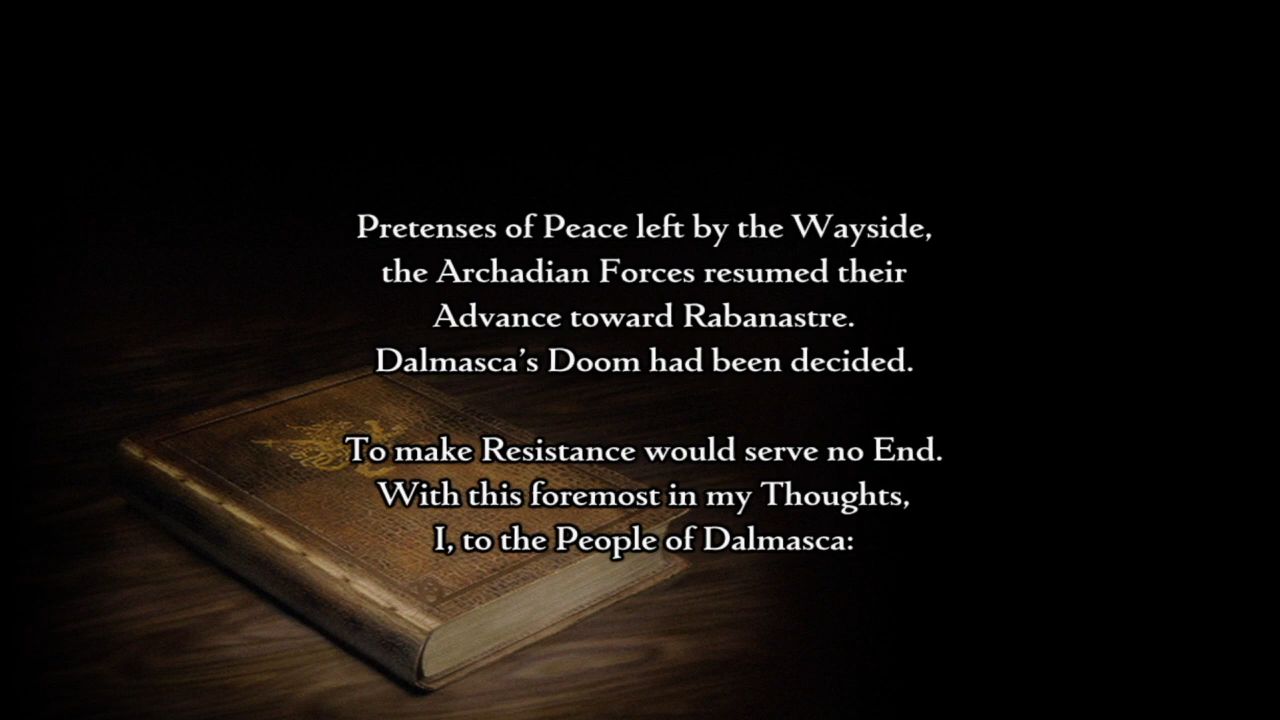 Pretenses of Peace left by the Wayside,
the Archadian Forces resumed their
Advance toward Rabanastre.
Dalmasca's Doom had been decided.
To make Resistance would serve no End.
With this foremost in my Thoughts,
I, to the People of Dalmasca: